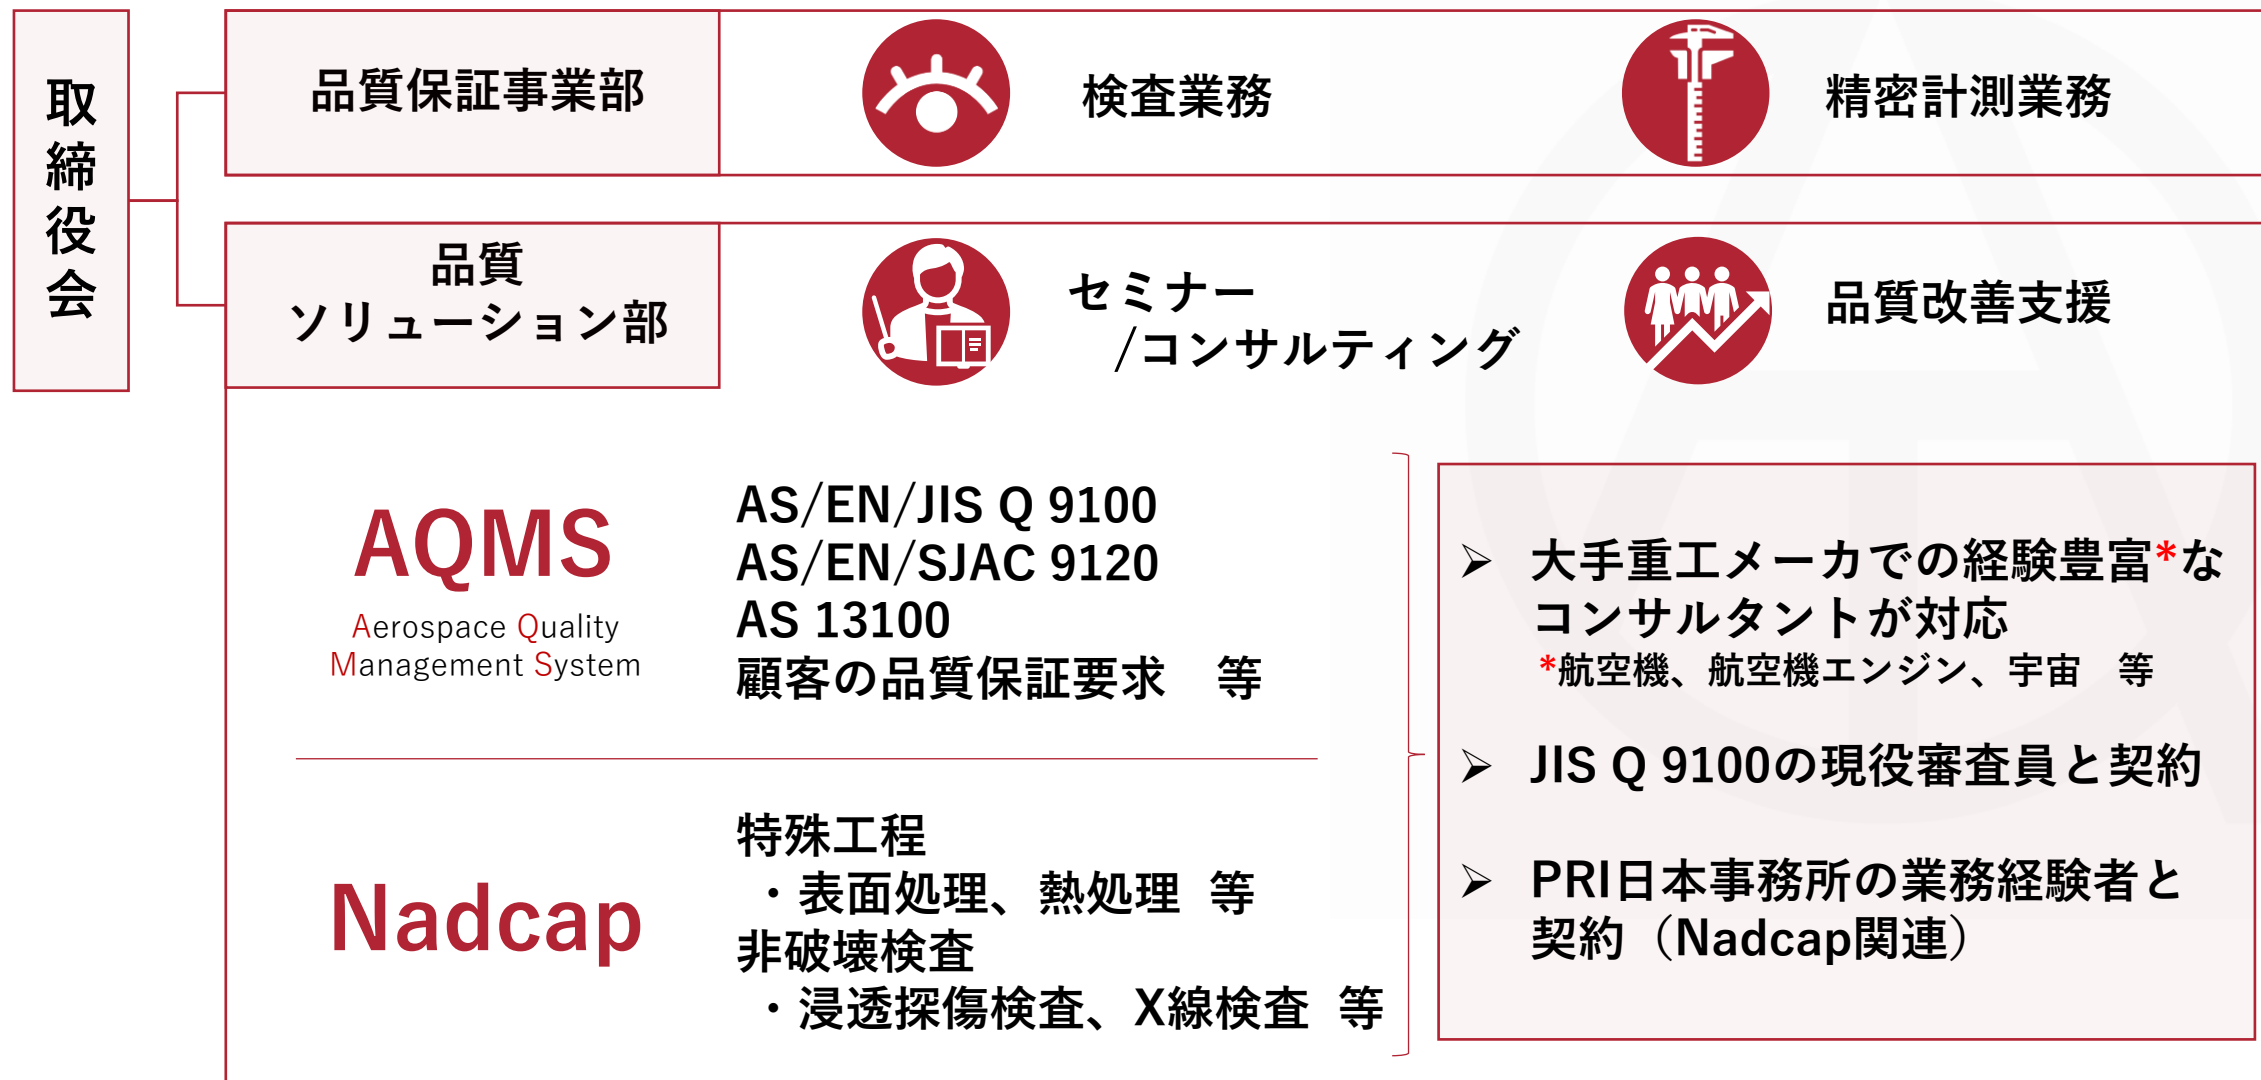 取締役会
品質保証事業部
検査業務
精密計測業務
品質
ソリューション部
セミナー
/コンサルティング
品質改善支援
AQMS
Aerospace Quality
Management System
AS/EN/JIS Q 9100
AS/EN/SJAC 9120
AS 13100
顧客の品質保証要求　等
Nadcap
特殊工程
・表面処理、熱処理 等
非破壊検査
・浸透探傷検査、X線検査 等
➢ 大手重工メーカでの経験豊富*な
コンサルタントが対応
*航空機、航空機エンジン、宇宙　等
➢ JIS Q 9100の現役審査員と契約
➢ PRI日本事務所の業務経験者と
契約（Nadcap関連）